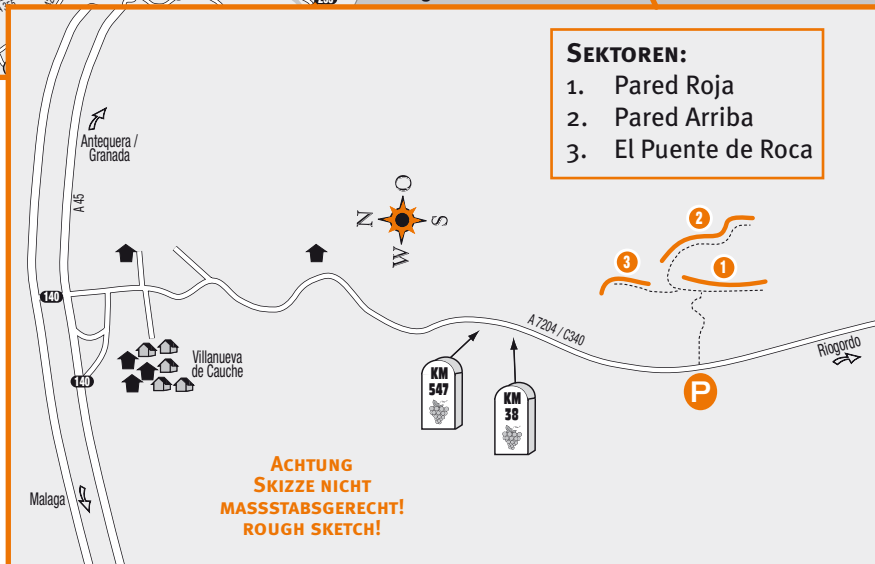 SEKTOREN:
1. Pared Roja
2. Pared Arriba
3. El Puente de Roca
Antequera /
Granada
A 45
N
O
S
W
2
3
1
140
A 7204 / C340
Riogordo
Villanueva
de Cauche
140
KM
547
KM
38
P
Malaga
ACHTUNG
SKIZZE NICHT
MASSSTABSGERECHT!
ROUGH SKETCH!